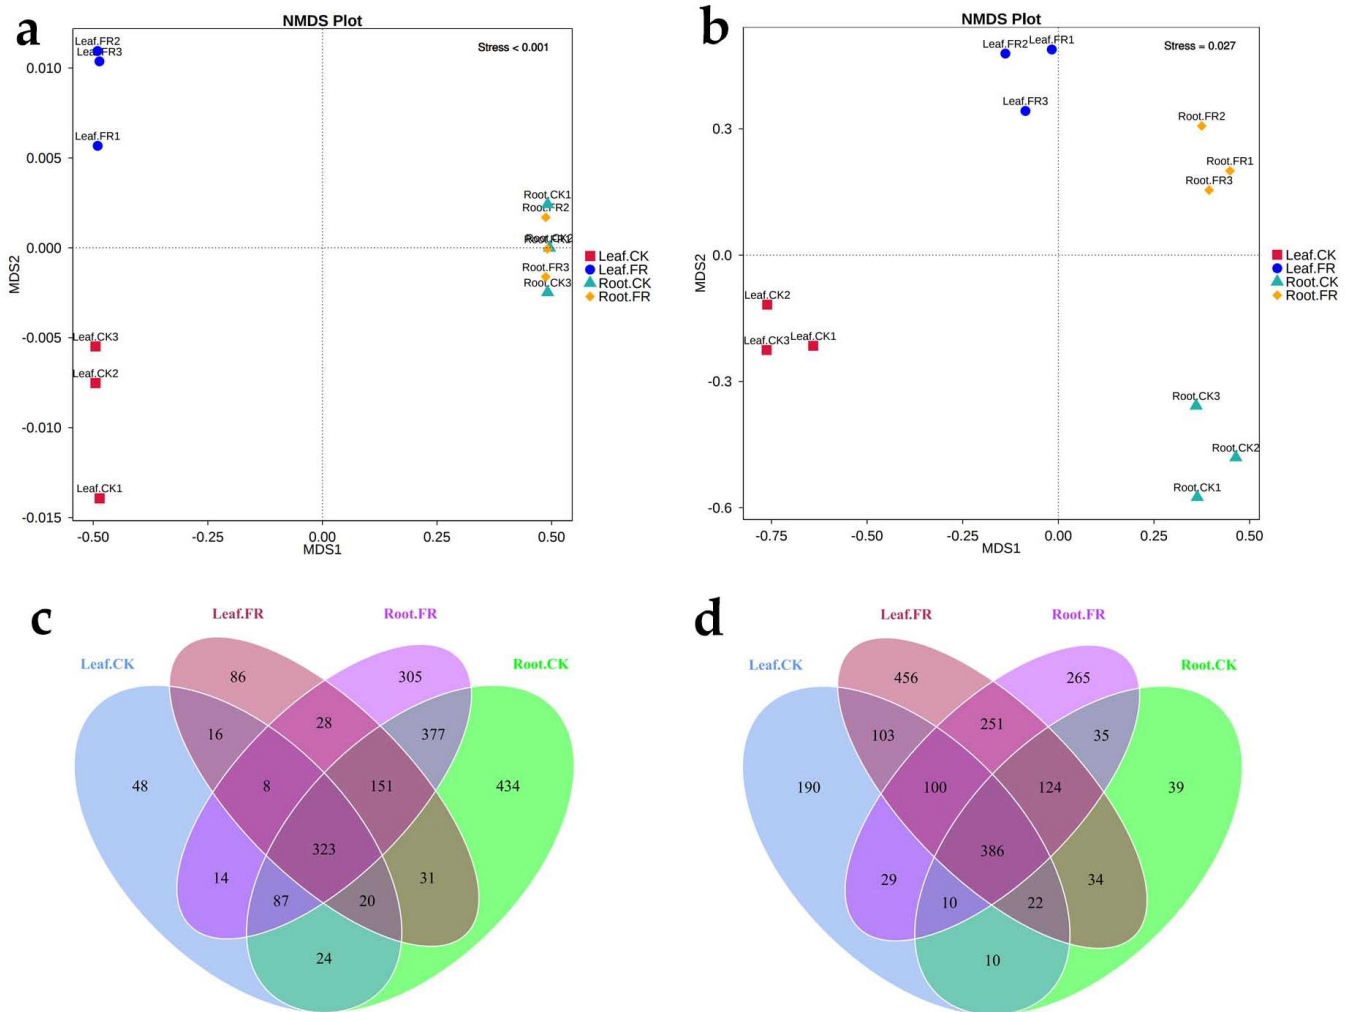 a
NMDS Plot
Stress < 0.001
Leaf.FR2
Leaf.FR3
Leaf.FR1
Root.CK1
Root.FR2
Root.CK2
Root.FR1
Root.FR3
Root.CK3
Leaf.CK3
Leaf.CK2
Leaf.CK1
0.010
0.005
0.000
-0.005
-0.010
-0.015
MDS2
-0.50
-0.25
0.00
0.25
0.50
MDS1
Leaf.CK
Leaf.FR
Root.CK
Root.FR
b
NMDS Plot
Stress = 0.027
Leaf.FR2
Leaf.FR1
Leaf.FR3
Root.FR2
Root.FR1
Root.FR3
Leaf.CK2
Leaf.CK3
Leaf.CK1
Root.CK3
Root.CK2
Root.CK1
0.3
0.0
-0.3
-0.6
MDS2
-0.75
-0.50
-0.25
0.00
0.25
0.50
MDS1
Leaf.CK
Leaf.FR
Root.CK
Root.FR
c
Leaf.FR
Root.FR
Leaf.CK
Root.CK
86
305
16
28
377
48
8
151
434
323
14
31
87
20
24
d
Leaf.FR
Root.FR
Leaf.CK
Root.CK
456
265
103
251
35
190
100
124
39
386
29
34
10
22
10